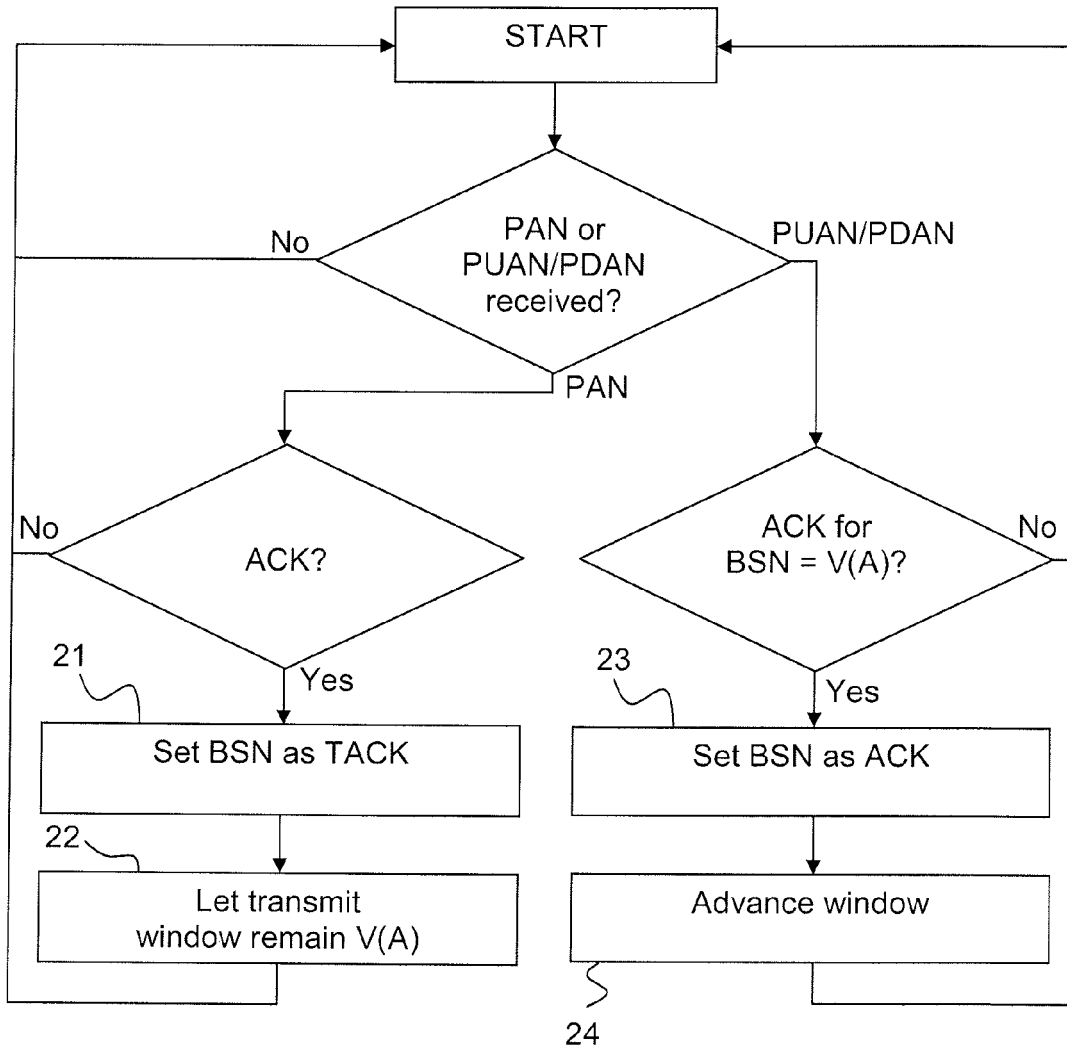 START
PAN or
PUAN/PDAN
received?
No
PUAN/PDAN
PAN
ACK?
No
Yes
ACK for
BSN = V(A)?
No
Yes
21
Set BSN as TACK
22
Let transmit
window remain V(A)
23
Set BSN as ACK
Advance window
24